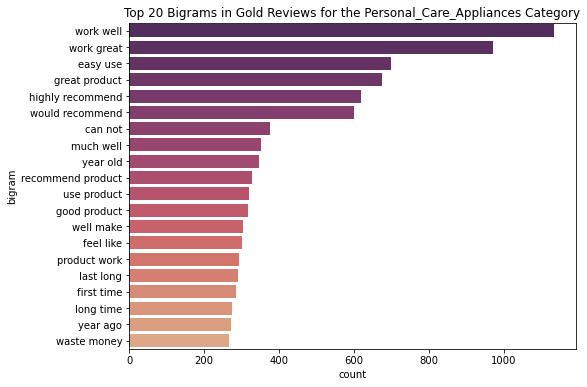 Top 20 Bigrams in Gold Reviews for the Personal_Care_Appliances Category
work well
work great
easy use
great product
highly recommend
would recommend
can not
much well
year old
recommend product
use product
good product
well make
feel like
product work
last long
first time
long time
year ago
waste money
bigram
0 200 400 600 800 1000
count